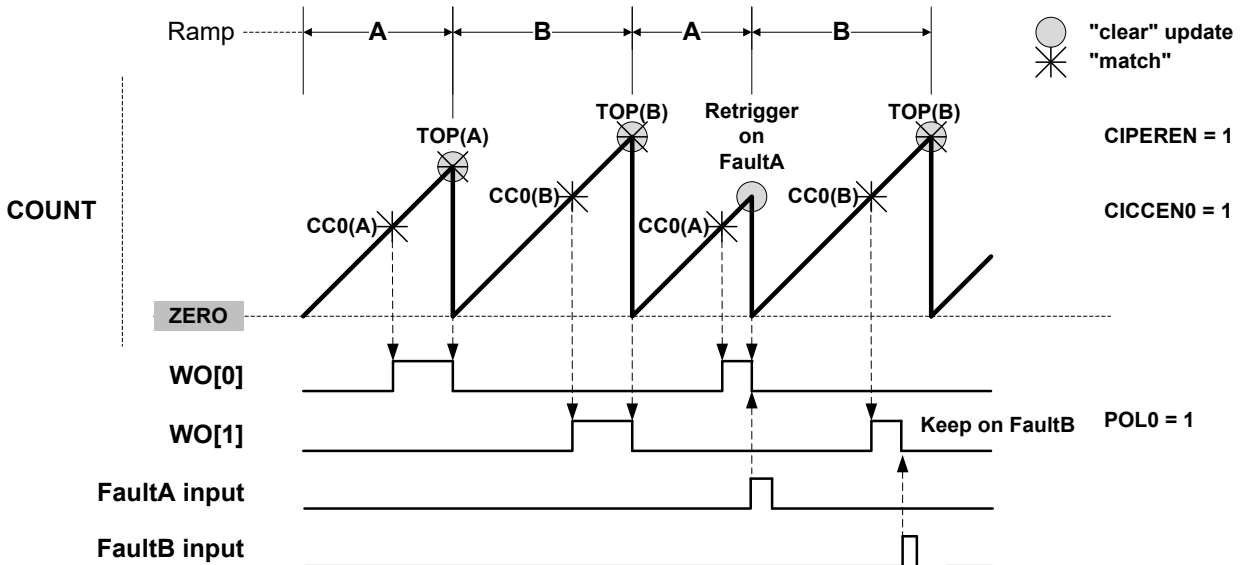 Ramp
A
B
A
B
"clear" update
"match"
TOP(A)
TOP(B)
Retrigger
on
FaultA
TOP(B)
CIPEREN = 1
COUNT
CC0(A)
CC0(B)
CC0(A)
CC0(B)
CICCEN0 = 1
ZERO
WO[0]
WO[1]
Keep on FaultB
POL0 = 1
FaultA input
FaultB input